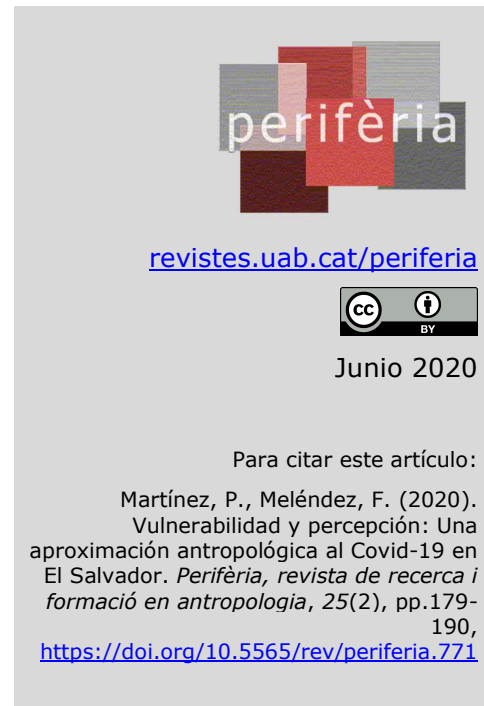 perifèria
revistes.uab.cat/periferia
cc
BY
Junio 2020
Para citar este artículo:
Martínez, P., Meléndez, F. (2020).
Vulnerabilidad y percepción: Una
aproximación antropológica al Covid-19 en
El Salvador. Perifèria, revista de recerca i
formació en antropologia, 25(2), pp.179-
190,
https://doi.org/10.5565/rev/periferia.771